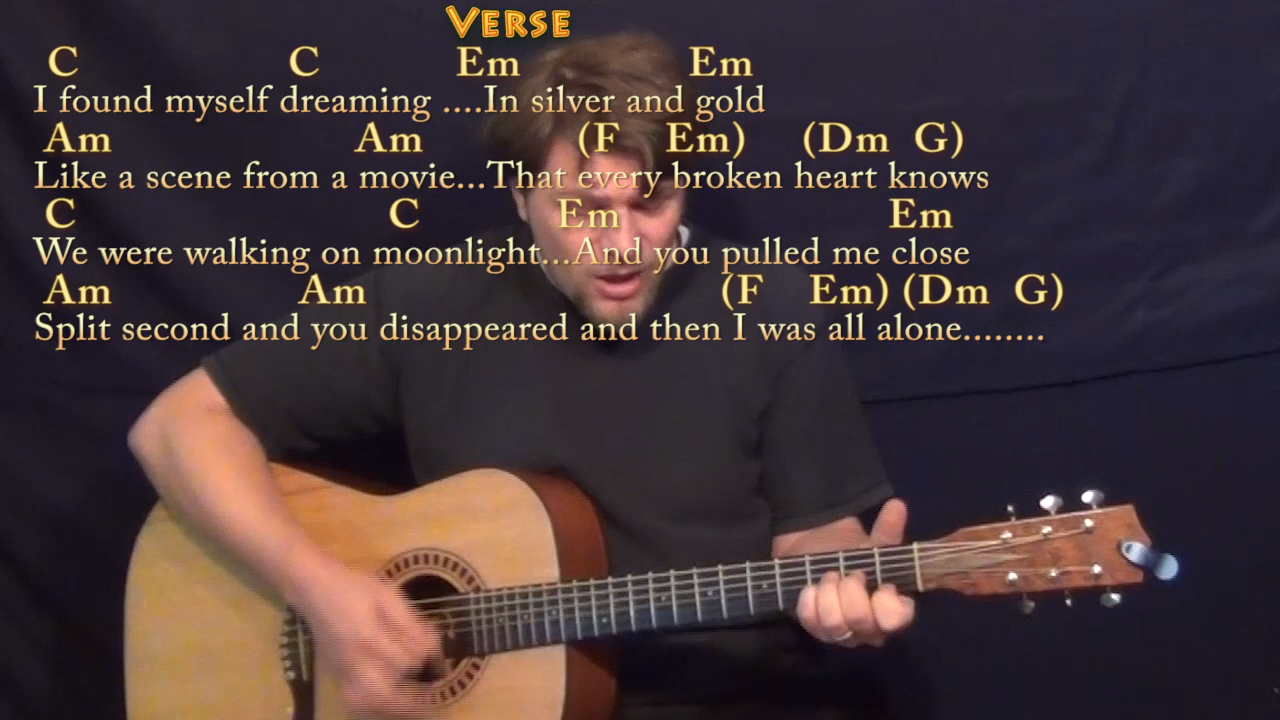 VERSE
C C Em Em
I found myself dreaming ....In silver and gold
Am Am (F Em) (Dm G)
Like a scene from a movie...That every broken heart knows
C C Em Em
We were walking on moonlight...And you pulled me close
Am Am (F Em) (Dm G)
Split second and you disappeared and then I was all alone........